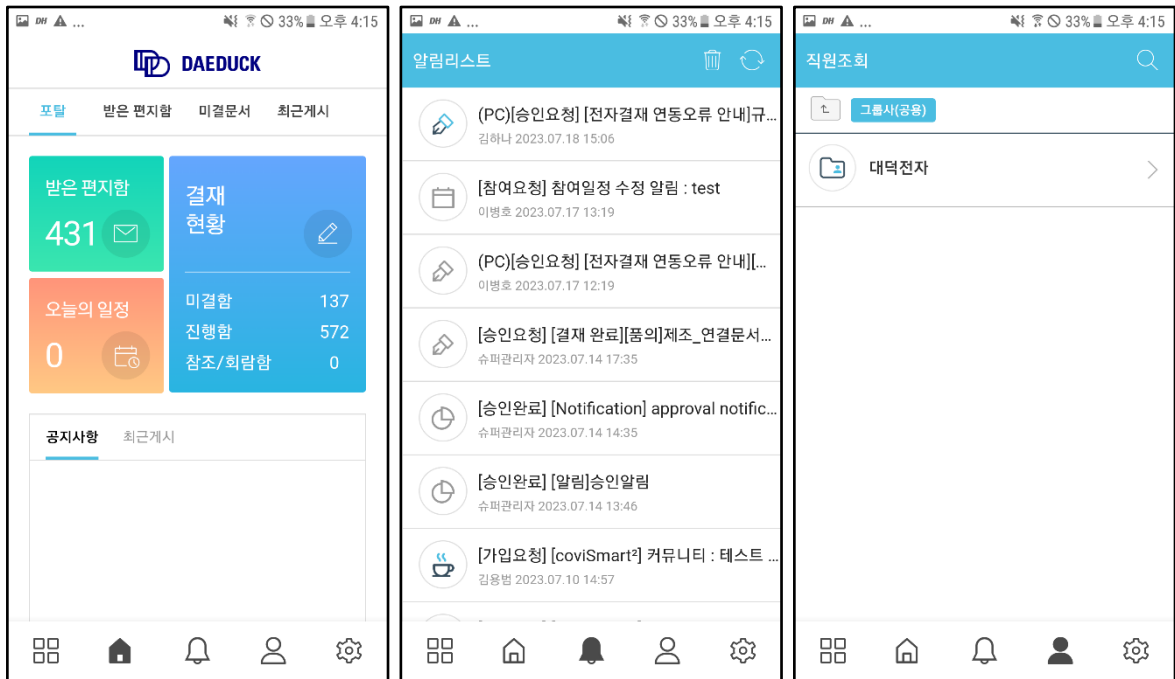 DH ... 33% 오후 4:15
DAEDUCK
포탈 받은 편지함 미결문서 최근게시
받은 편지함
431
결재
현황
미결함 137
진행함 572
참조/회람함 0
오늘의 일정
0
공지사항 최근게시
DH ... 33% 오후 4:15
알림리스트
(PC)[승인요청] [전자결재 연동오류 안내]규...
김하나 2023.07.18 15:06
[참여요청] 참여일정 수정 알림 : test
이병호 2023.07.17 13:19
(PC)[승인요청] [전자결재 연동오류 안내][...
이병호 2023.07.17 12:19
[승인요청] [결재 완료][품의]제조_연결문서...
슈퍼관리자 2023.07.14 17:35
[승인완료] [Notification] approval notific...
슈퍼관리자 2023.07.14 14:35
[승인완료] [알림]승인알림
슈퍼관리자 2023.07.14 13:46
[가입요청] [coviSmart²] 커뮤니티 : 테스트 ...
김용범 2023.07.10 14:57
DH ... 33% 오후 4:15
직원조회
그룹사(공용)
대덕전자